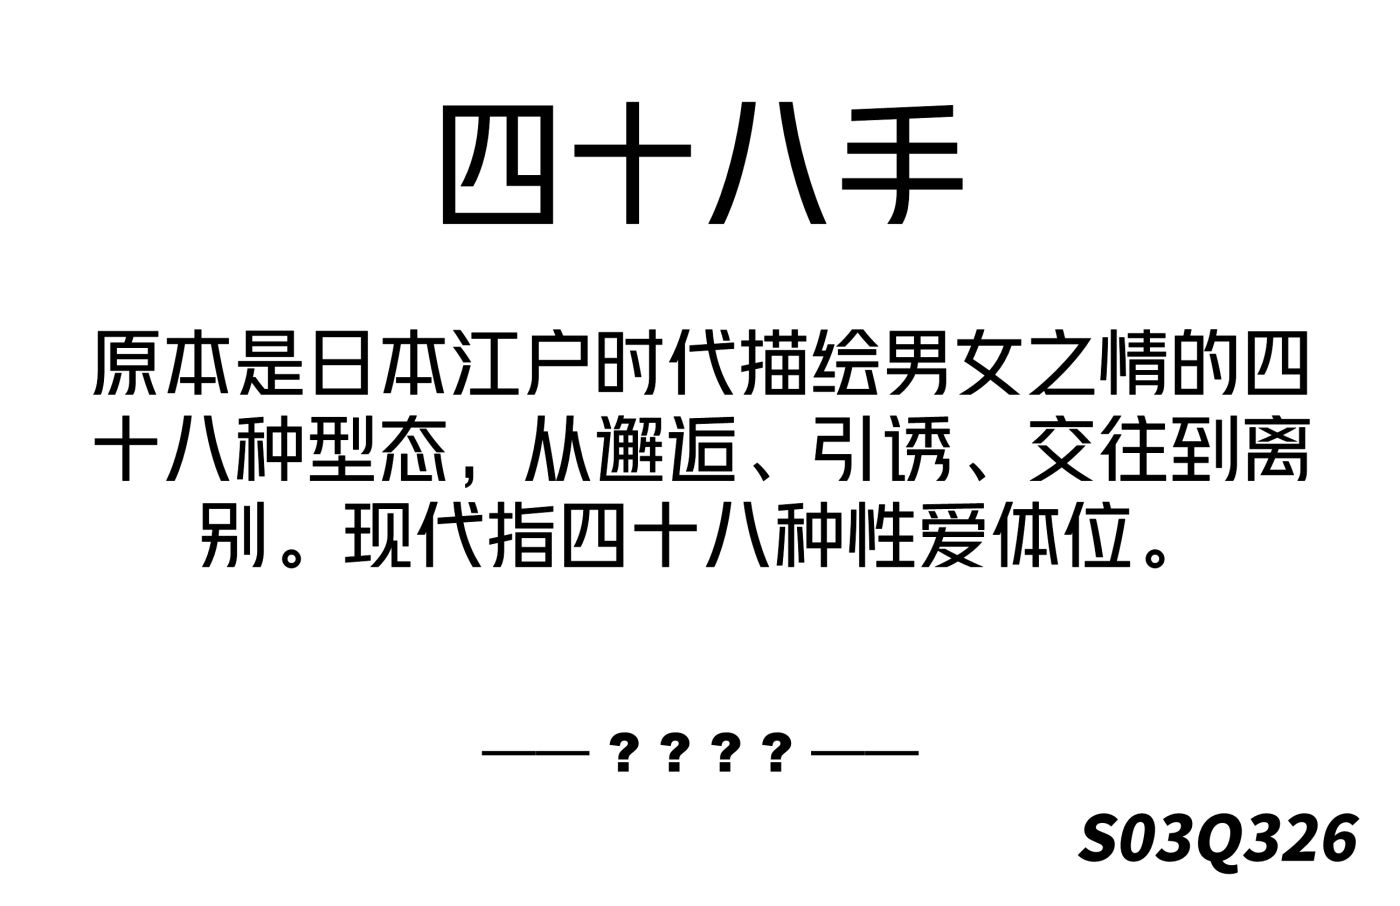 四十八手
原本是日本江户时代描绘男女之情的四
十八种型态，从邂逅、引诱、交往到离
别。现代指四十八种性爱体位。
——????——
S03Q326